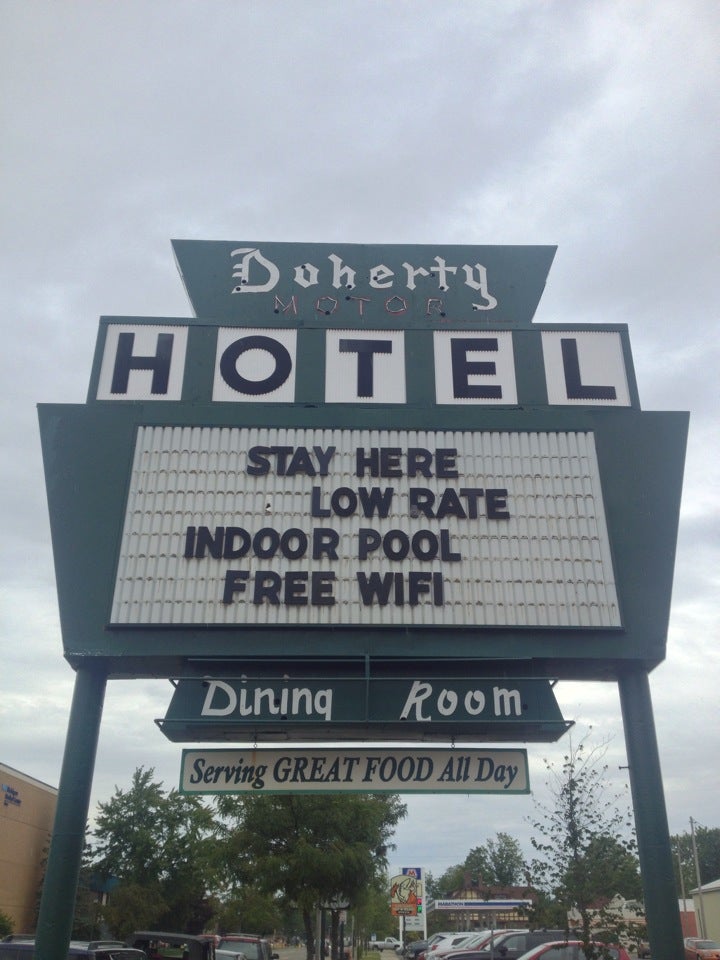 Doherty
MOTOR
HOTEL
STAY HERE
LOW RATE
INDOOR POOL
FREE WIFI
Dining Room
Serving GREAT FOOD All Day
MARATHON